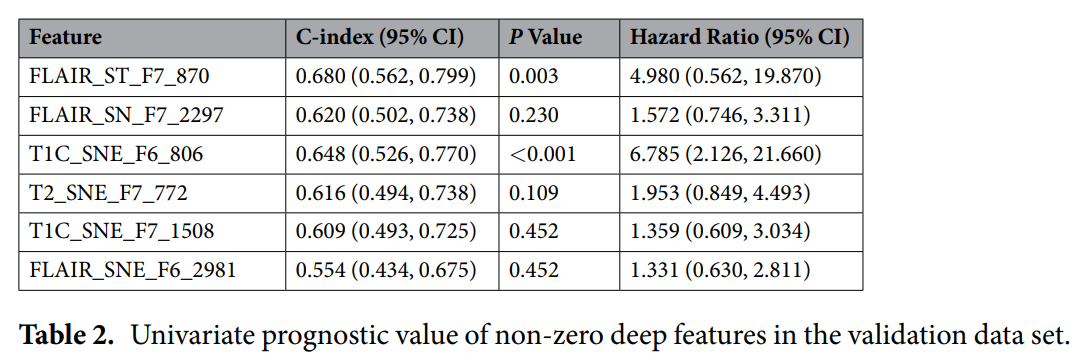 Feature C-index (95% CI) P Value Hazard Ratio (95% CI)
FLAIR_ST_F7_870 0.680 (0.562, 0.799) 0.003 4.980 (0.562, 19.870)
FLAIR_SN_F7_2297 0.620 (0.502, 0.738) 0.230 1.572 (0.746, 3.311)
T1C_SNE_F6_806 0.648 (0.526, 0.770) <0.001 6.785 (2.126, 21.660)
T2_SNE_F7_772 0.616 (0.494, 0.738) 0.109 1.953 (0.849, 4.493)
T1C_SNE_F7_1508 0.609 (0.493, 0.725) 0.452 1.359 (0.609, 3.034)
FLAIR_SNE_F6_2981 0.554 (0.434, 0.675) 0.452 1.331 (0.630, 2.811)
Table 2. Univariate prognostic value of non-zero deep features in the validation data set.